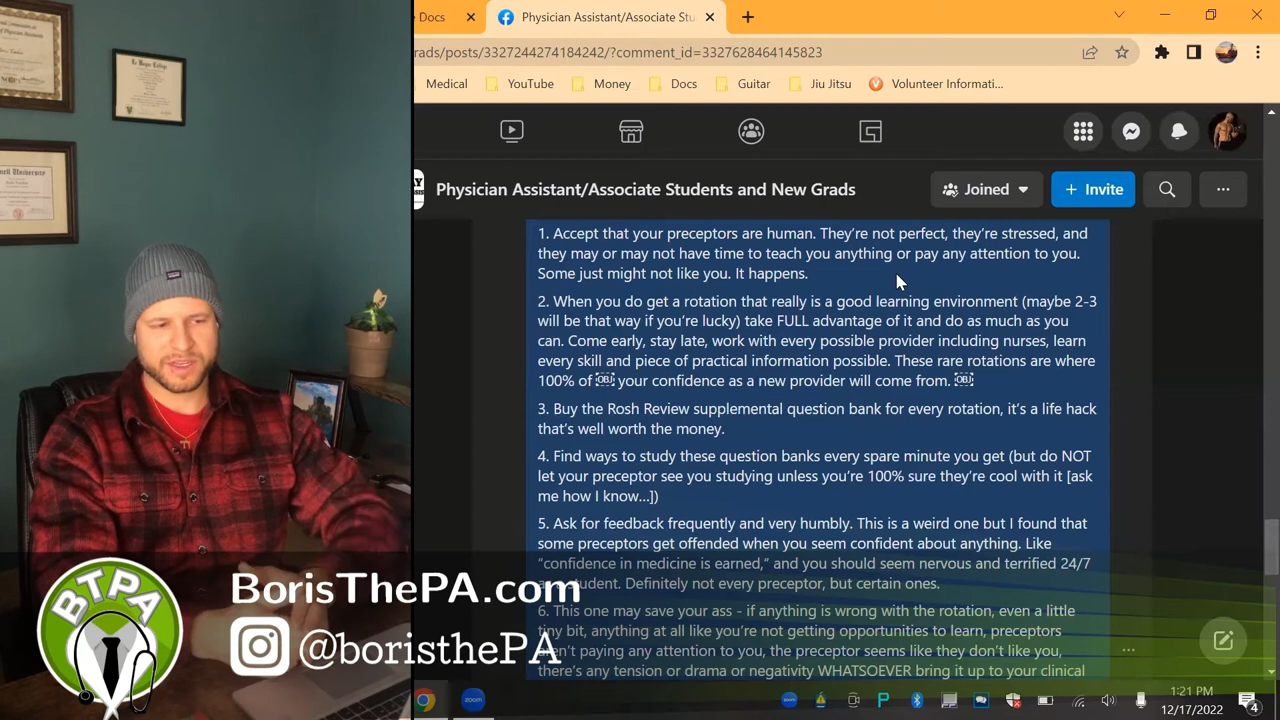 Docs
Physician Assistant/Associate Stu
rads/posts/3327244274184242/?comment_id=3327628464145823
Medical
YouTube
Money
Docs
Guitar
Jiu Jitsu
Volunteer Informati...
Physician Assistant/Associate Students and New Grads
Joined
+ Invite
1. Accept that your preceptors are human. They're not perfect, they're stressed, and
they may or may not have time to teach you anything or pay any attention to you.
Some just might not like you. It happens.
2. When you do get a rotation that really is a good learning environment (maybe 2-3
will be that way if you're lucky) take FULL advantage of it and do as much as you
can. Come early, stay late, work with every possible provider including nurses, learn
every skill and piece of practical information possible. These rare rotations are where
100% of OBJ your confidence as a new provider will come from. OBJ
3. Buy the Rosh Review supplemental question bank for every rotation, it's a life hack
that's well worth the money.
4. Find ways to study these question banks every spare minute you get (but do NOT
let your preceptor see you studying unless you're 100% sure they're cool with it [ask
me how I know...])
5. Ask for feedback frequently and very humbly. This is a weird one but I found that
some preceptors get offended when you seem confident about anything. Like
"confidence in medicine is earned," and you should seem nervous and terrified 24/7
student. Definitely not every preceptor, but certain ones.
6. This one may save your ass - if anything is wrong with the rotation, even a little
tiny bit, anything at all like you're not getting opportunities to learn, preceptors
aren't paying any attention to you, the preceptor seems like they don't like you,
there's any tension or drama or negativity WHATSOEVER bring it up to your clinical
BTPA
BorisThePA.com
@boristhePA
zoom
zoom
P
1:21 PM
12/17/2022
4